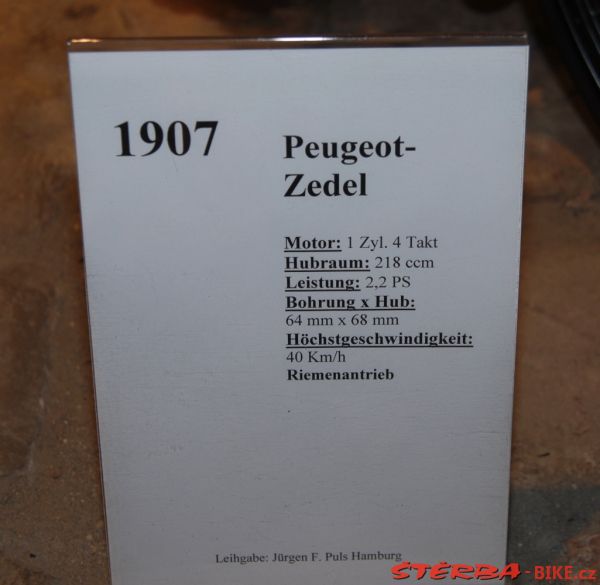 1907
Peugeot-
Zedel
Motor: 1 Zyl. 4 Takt
Hubraum: 218 ccm
Leistung: 2,2 PS
Bohrung x Hub:
64 mm x 68 mm
Höchstgeschwindigkeit:
40 Km/h
Riemenantrieb
Leihgabe: Jürgen F. Puls Hamburg
ŠTĚRBA-BIKE.cz